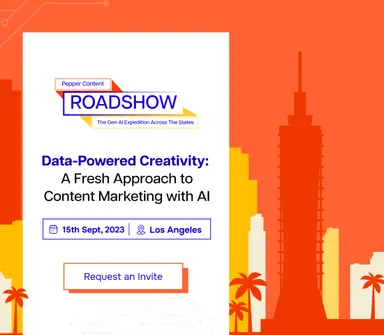 Pepper Content
ROADSHOW
The Gen AI Expedition Across The States
Data-Powered Creativity:
A Fresh Approach to
Content Marketing with AI
15th Sept, 2023 | Los Angeles
Request an Invite